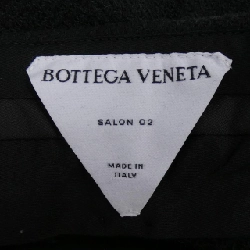 BOTTEGA VENETA
SALON 02
MADE IN
ITALY